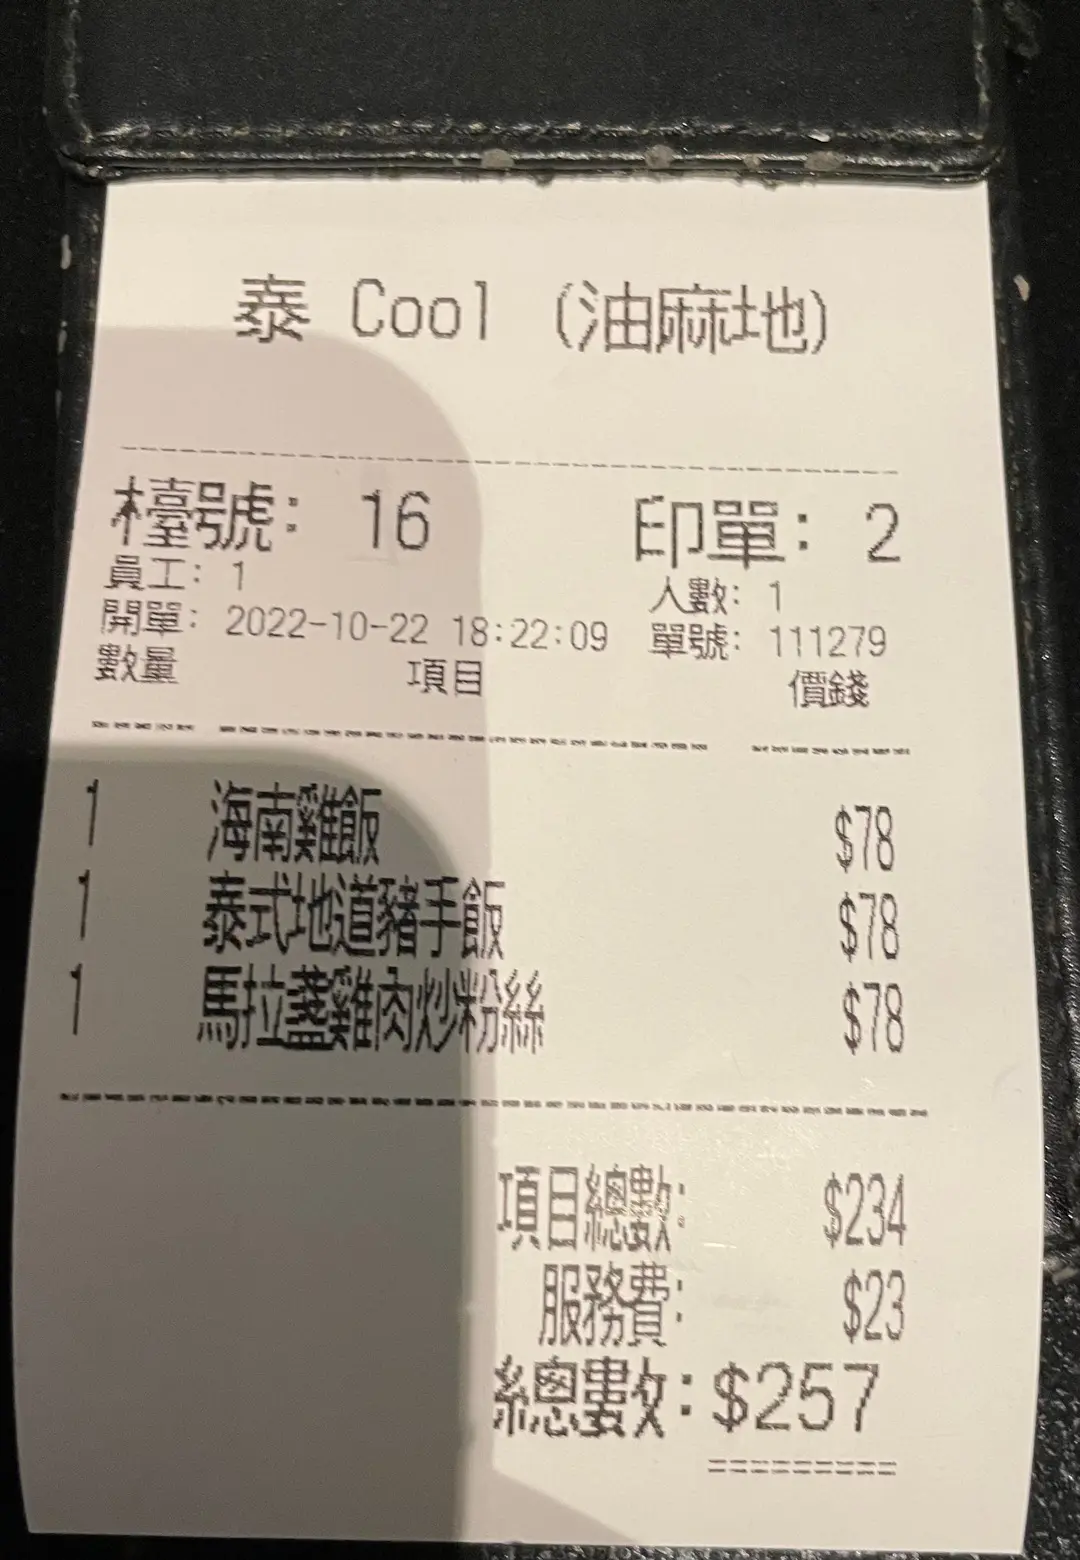 泰 Cool (油麻地)
檯號: 16 印單: 2
員工: 1 人數: 1
開單: 2022-10-22 18:22:09 單號: 111279
數量 項目 價錢
1 海南雞飯 $78
1 泰式地道豬手飯 $78
1 馬拉盞雞肉炒粉絲 $78
項目總數: $234
服務費: $23
總數: $257